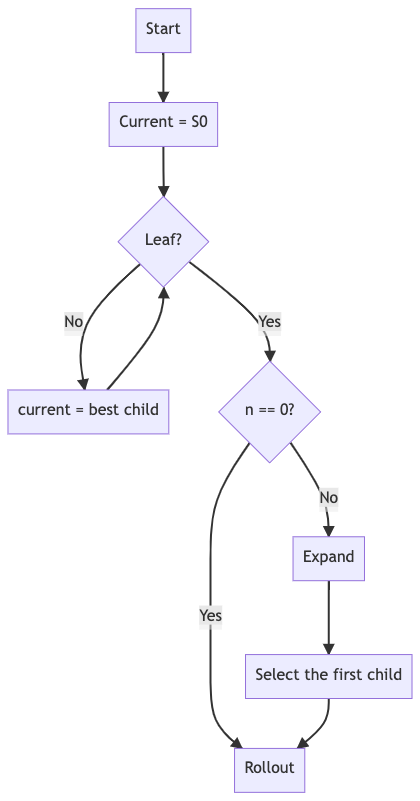 Start
Current = S0
Leaf?
No
Yes
current = best child
n == 0?
No
Expand
Yes
Select the first child
Rollout